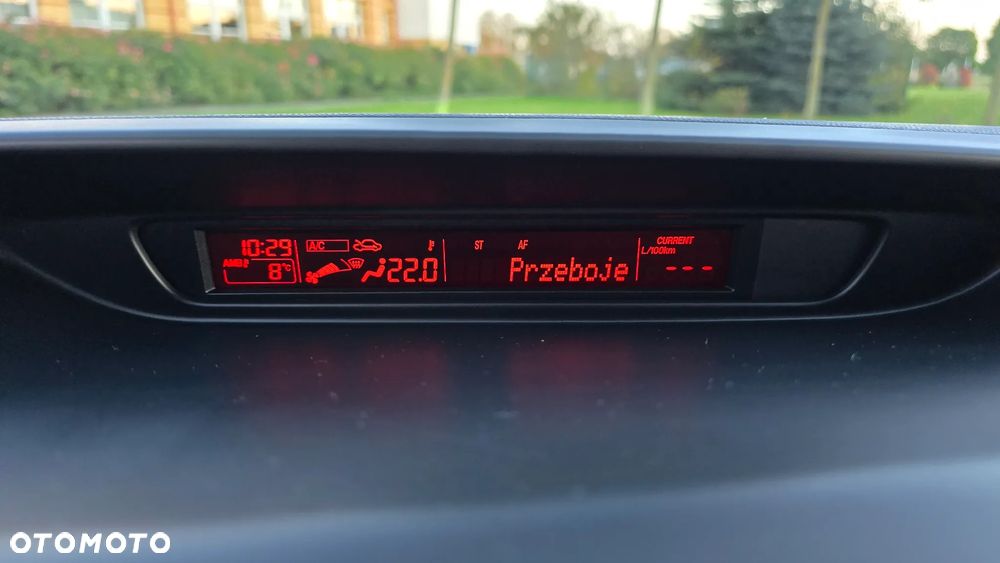 10:29 A/C ST AF CURRENT
L/100km
AMB 8°C 22.0 Przeboje ---
OTOMOTO